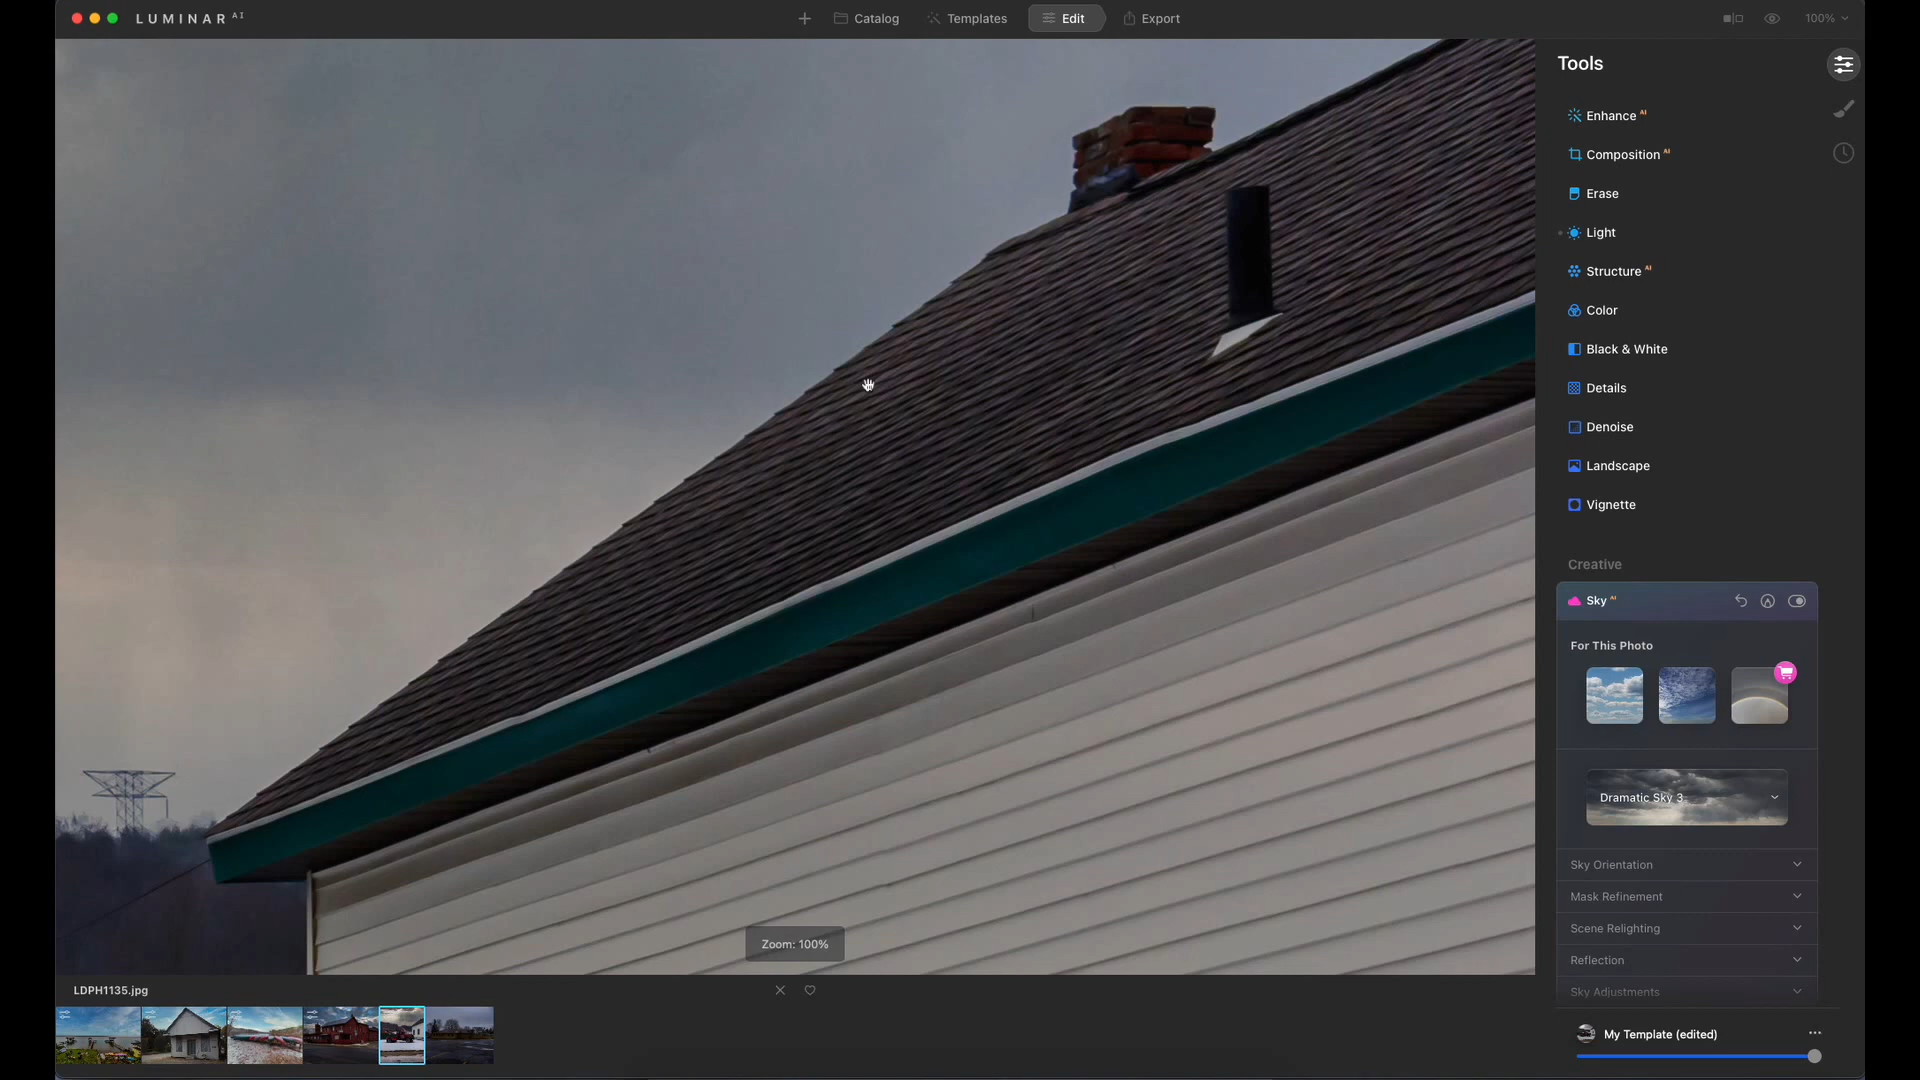 LUMINAR AI
Catalog
Templates
Edit
Export
100%
Tools
Enhance AI
Composition AI
Erase
Light
Structure AI
Color
Black & White
Details
Denoise
Landscape
Vignette
Creative
Sky AI
For This Photo
Dramatic Sky 3
Sky Orientation
Mask Refinement
Scene Relighting
Reflection
Sky Adjustments
Zoom: 100%
LDPH1135.jpg
My Template (edited)